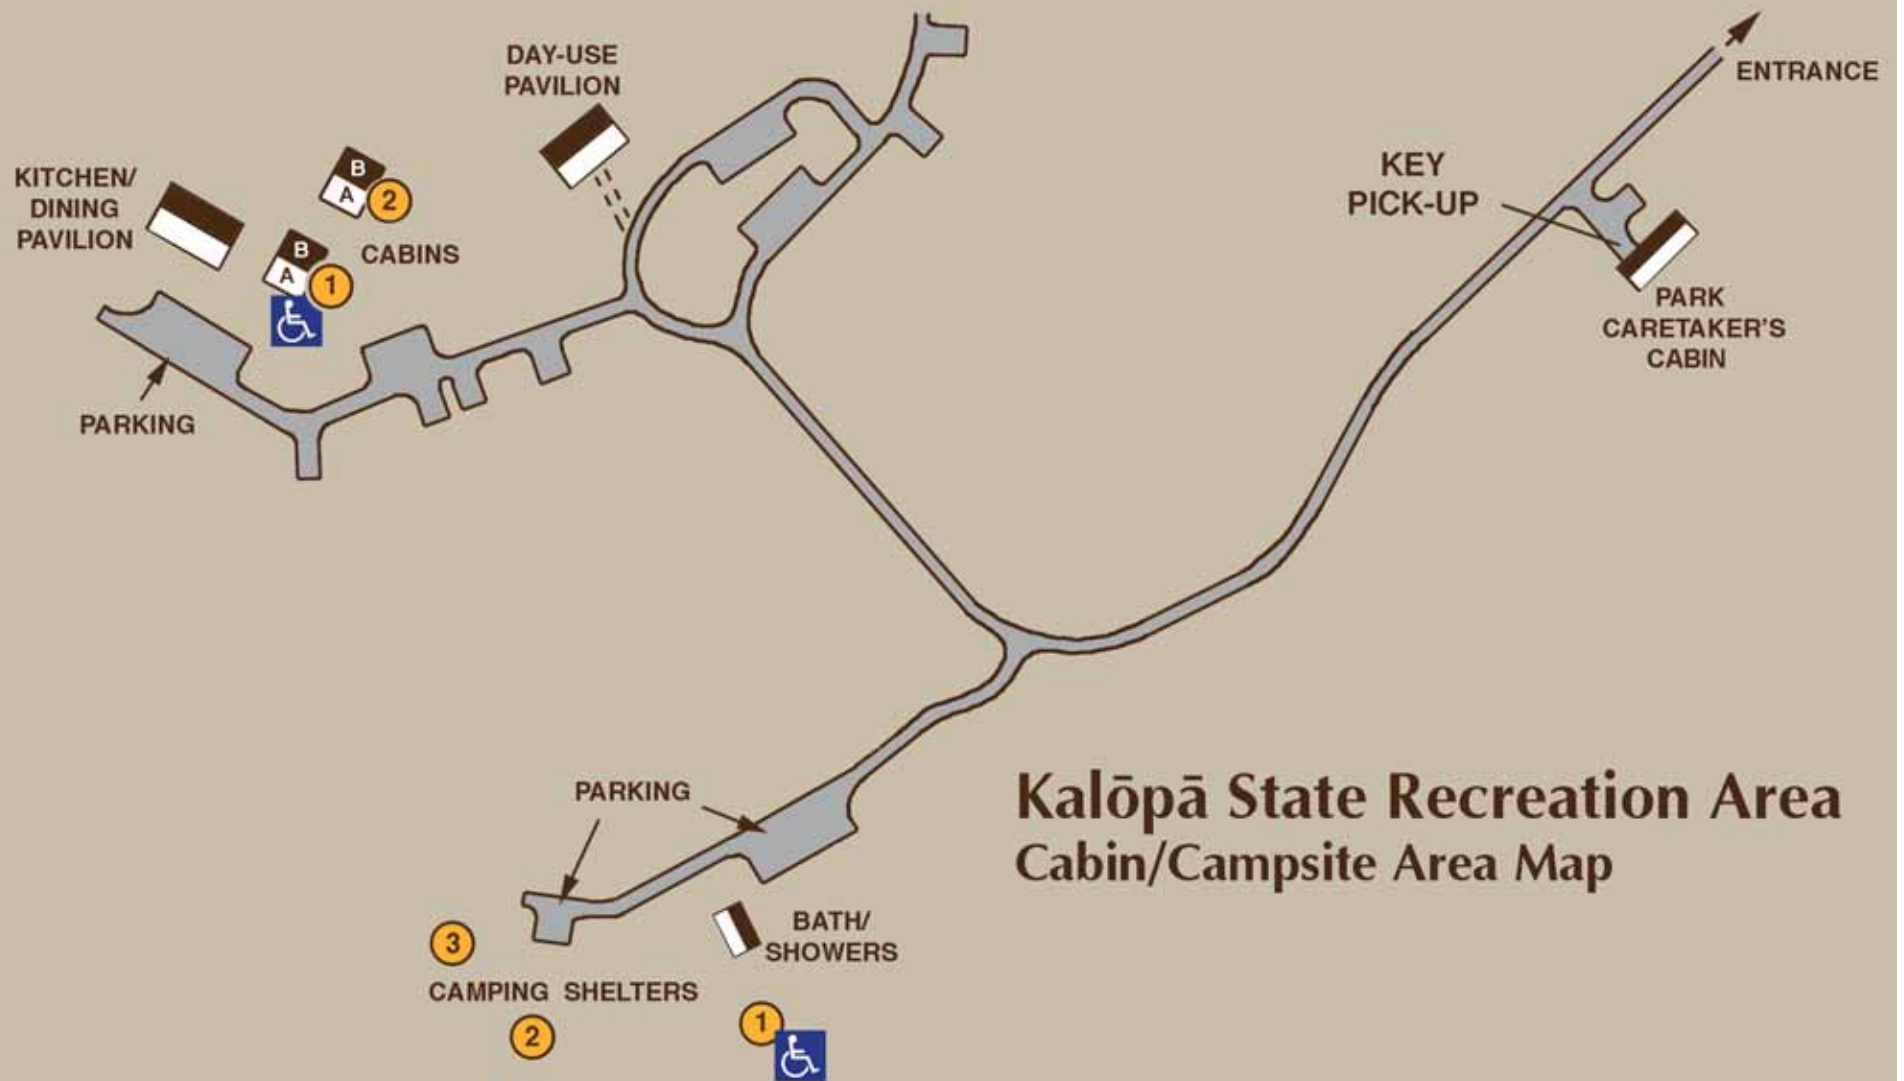 DAY-USE
PAVILION
ENTRANCE
KEY
PICK-UP
KITCHEN/
DINING
PAVILION
B
A
2
CABINS
B
A
1
PARK
CARETAKER'S
CABIN
PARKING
PARKING
Kalōpā State Recreation Area
Cabin/Campsite Area Map
BATH/
SHOWERS
3
CAMPING SHELTERS
2
1